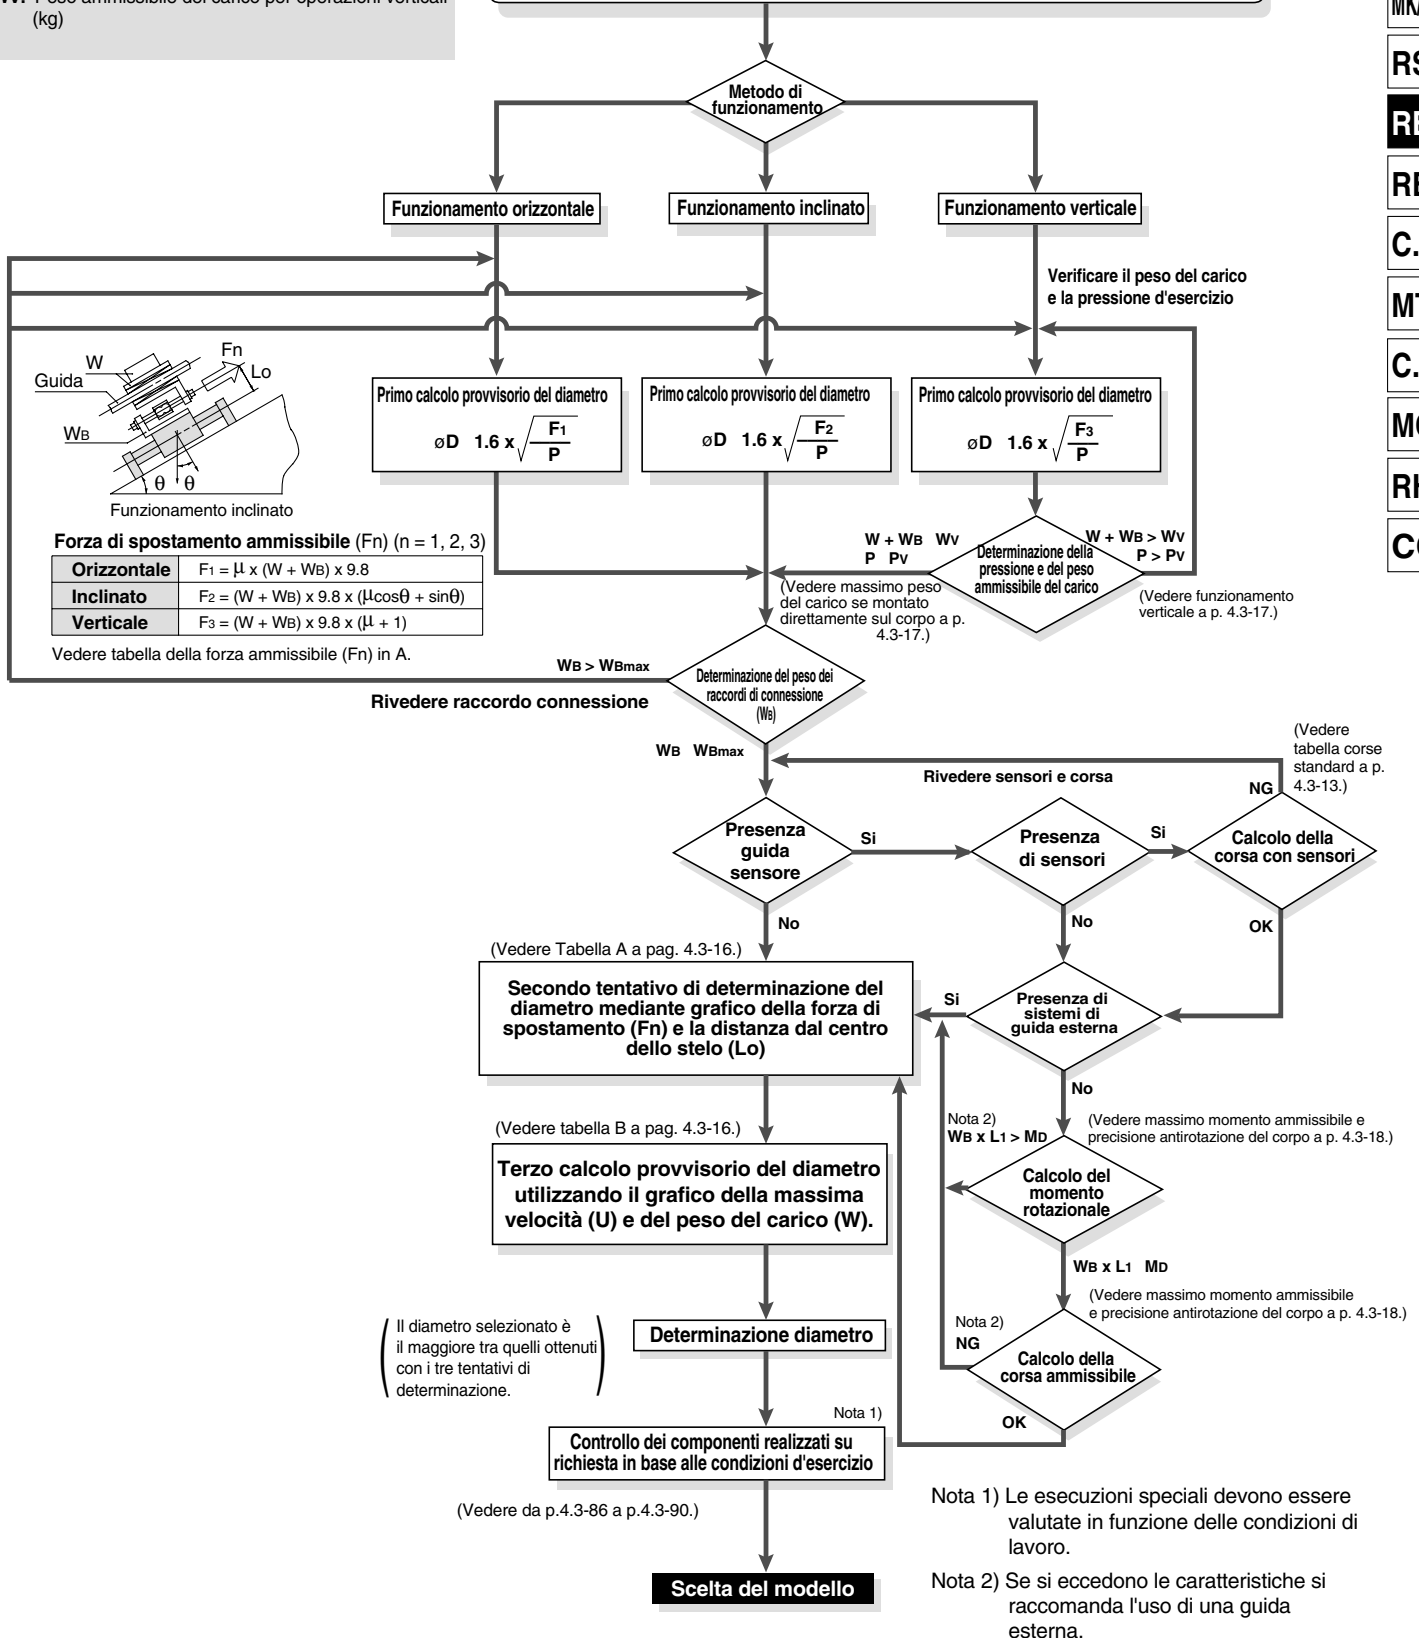 (kg)
Metodo di
funzionamento
Funzionamento orizzontale
Funzionamento inclinato
Funzionamento verticale
Verificare il peso del carico
e la pressione d'esercizio
Fn
W
Lo
Guida
WB
θ θ
Funzionamento inclinato
Primo calcolo provvisorio del diametro
øD 1.6 x √ F1
P
Primo calcolo provvisorio del diametro
øD 1.6 x √ F2
P
Primo calcolo provvisorio del diametro
øD 1.6 x √ F3
P
Forza di spostamento ammissibile (Fn) (n = 1, 2, 3)
Orizzontale F1 = μ x (W + WB) x 9.8
Inclinato F2 = (W + WB) x 9.8 x (μcosθ + sinθ)
Verticale F3 = (W + WB) x 9.8 x (μ + 1)
Vedere tabella della forza ammissibile (Fn) in A.
W + WB WV
P PV
Determinazione della
pressione e del peso
ammissibile del carico
W + WB > WV
P > PV
(Vedere massimo peso
del carico se montato
direttamente sul corpo a p.
4.3-17.)
(Vedere funzionamento
verticale a p. 4.3-17.)
WB > WBmax
Rivedere raccordo connessione
Determinazione del peso dei
raccordi di connessione
(WB)
WB WBmax
(Vedere
tabella corse
standard a p.
4.3-13.)
Rivedere sensori e corsa
NG
Presenza
guida
sensore
Si
Presenza
di sensori
Si
Calcolo della
corsa con sensori
No
No
OK
(Vedere Tabella A a pag. 4.3-16.)
Secondo tentativo di determinazione del
diametro mediante grafico della forza di
spostamento (Fn) e la distanza dal centro
dello stelo (Lo)
Si
Presenza di
sistemi di
guida esterna
No
(Vedere tabella B a pag. 4.3-16.)
Nota 2)
WB x L1 > MD
(Vedere massimo momento ammissibile e
precisione antirotazione del corpo a p. 4.3-18.)
Terzo calcolo provvisorio del diametro
utilizzando il grafico della massima
velocità (U) e del peso del carico (W).
Calcolo del
momento
rotazionale
WB x L1 MD
(Vedere massimo momento ammissibile
e precisione antirotazione del corpo a p. 4.3-18.)
Il diametro selezionato è
il maggiore tra quelli ottenuti
con i tre tentativi di
determinazione.
Determinazione diametro
Nota 2)
NG
Calcolo della
corsa ammissibile
OK
Nota 1)
Controllo dei componenti realizzati su
richiesta in base alle condizioni d'esercizio
(Vedere da p.4.3-86 a p.4.3-90.)
Scelta del modello
Nota 1) Le esecuzioni speciali devono essere
valutate in funzione delle condizioni di
lavoro.
Nota 2) Se si eccedono le caratteristiche si
raccomanda l'uso di una guida
esterna.